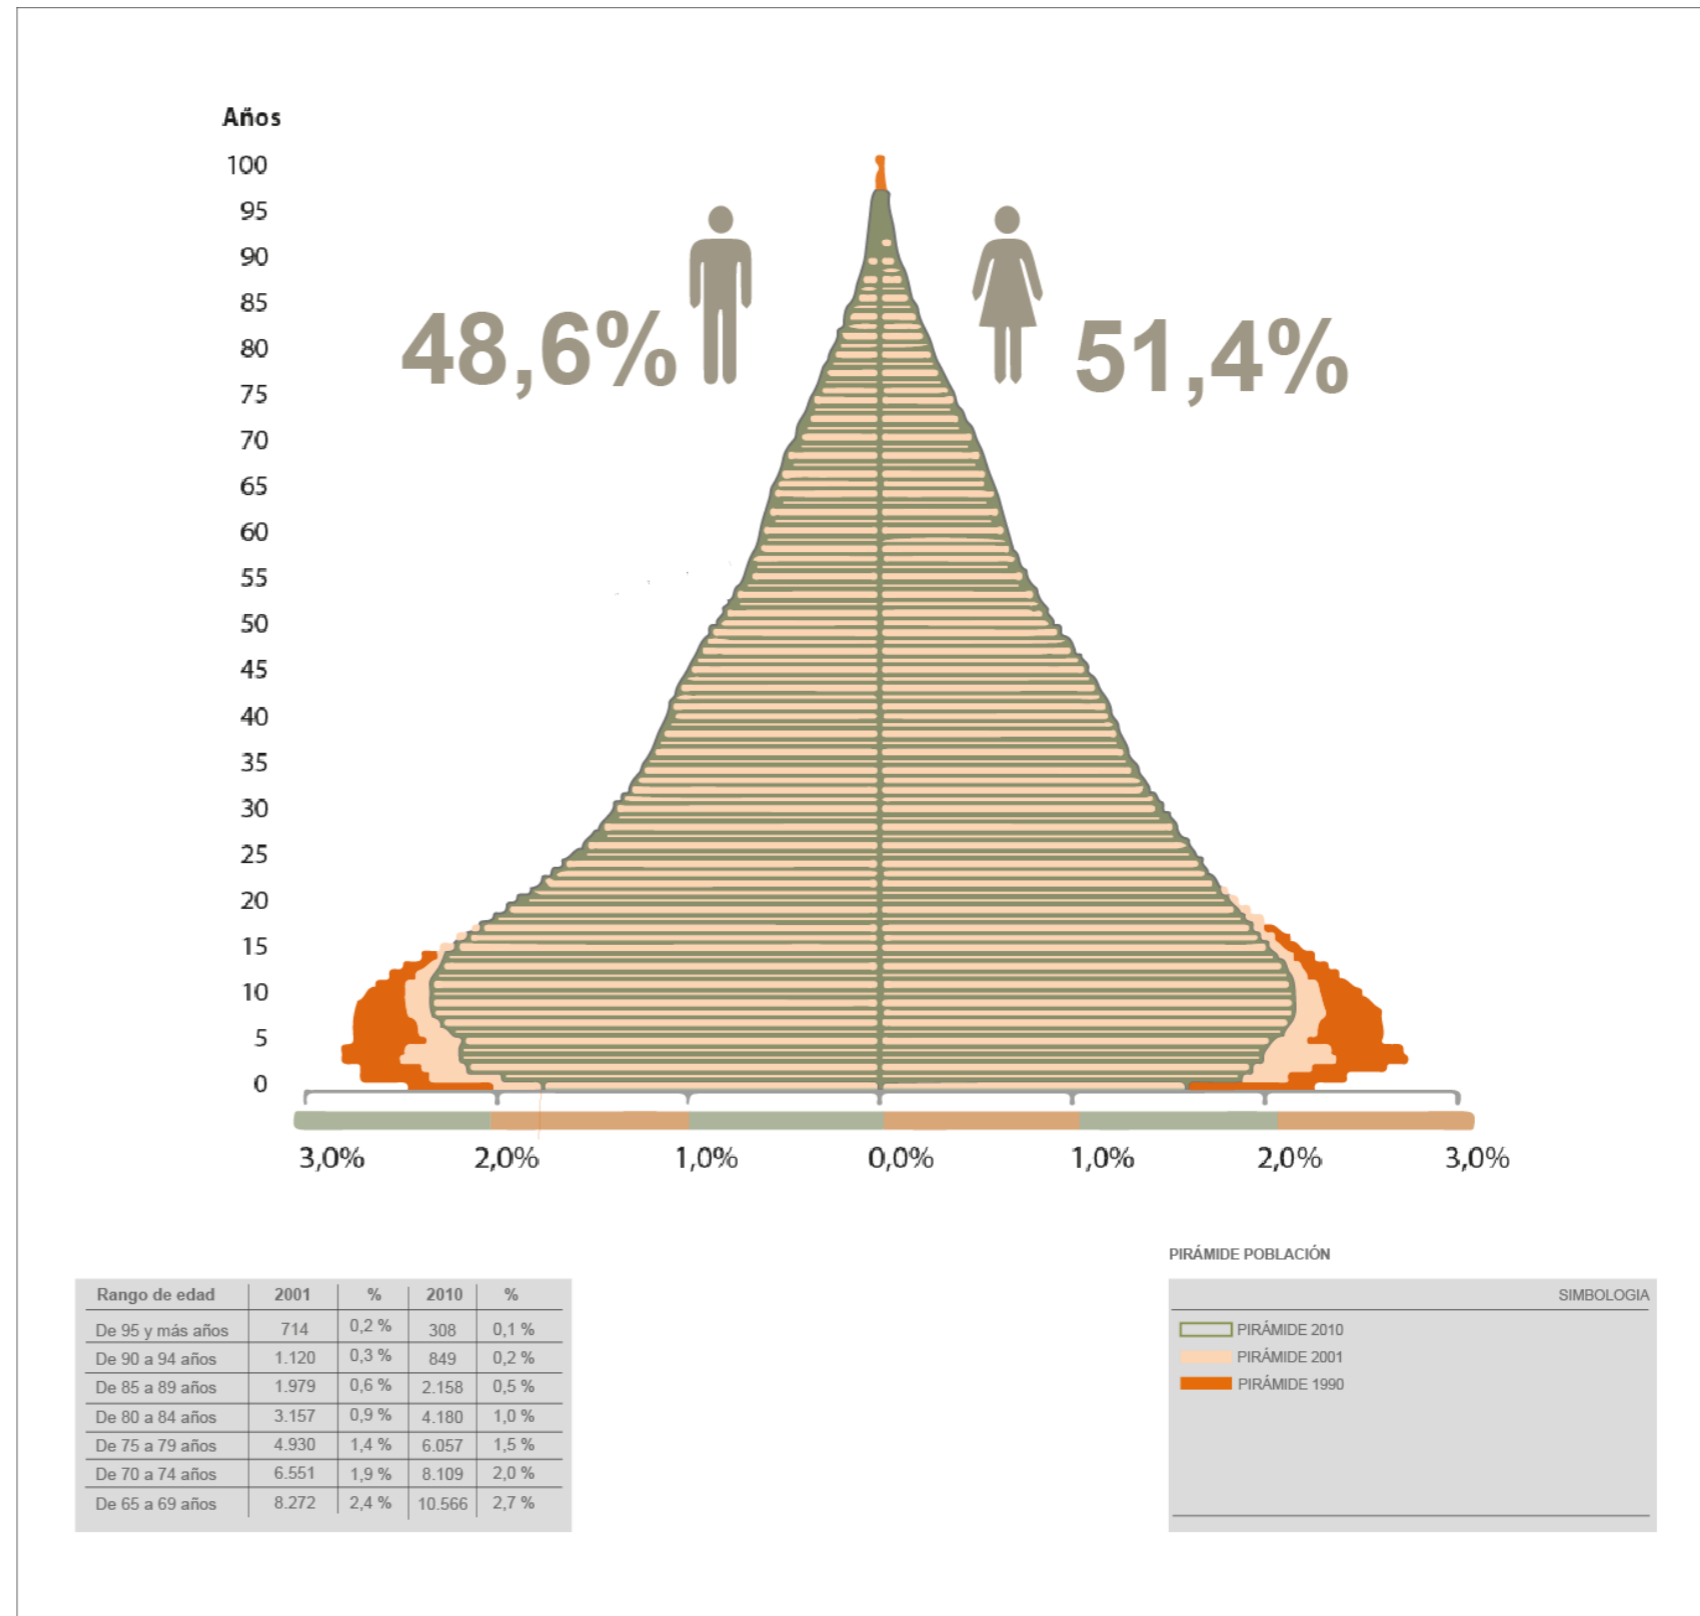 Años
100
95
90
85
80
75
70
65
60
55
50
45
40
35
30
25
20
15
10
5
0
48,6%
51,4%
3,0% 2,0% 1,0% 0,0% 1,0% 2,0% 3,0%
PIRÁMIDE POBLACIÓN
SIMBOLOGIA
PIRÁMIDE 2010
PIRÁMIDE 2001
PIRÁMIDE 1990
Rango de edad 2001 % 2010 %
De 95 y más años 714 0,2 % 308 0,1 %
De 90 a 94 años 1.120 0,3 % 849 0,2 %
De 85 a 89 años 1.979 0,6 % 2.158 0,5 %
De 80 a 84 años 3.157 0,9 % 4.180 1,0 %
De 75 a 79 años 4.930 1,4 % 6.057 1,5 %
De 70 a 74 años 6.551 1,9 % 8.109 2,0 %
De 65 a 69 años 8.272 2,4 % 10.566 2,7 %